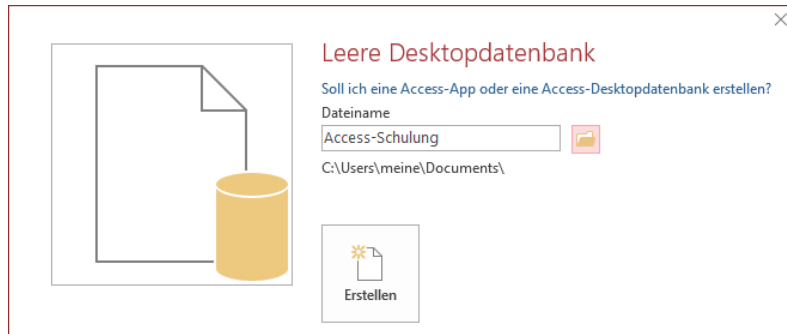 Leere Desktopdatenbank
Soll ich eine Access-App oder eine Access-Desktopdatenbank erstellen?
Dateiname
Access-Schulung
C:\Users\meine\Documents\
Erstellen